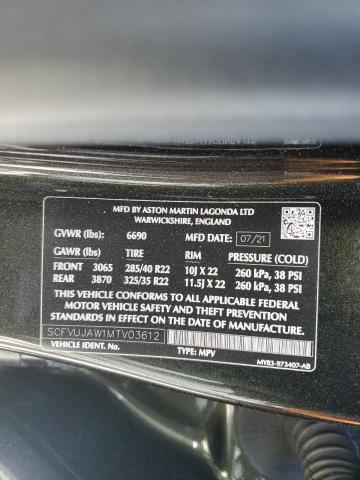 MFD BY ASTON MARTIN LAGONDA LTD
WARWICKSHIRE, ENGLAND
GVWR (lbs) 6690 MFD DATE: 07/21
GAWR (lbs) TIRE RIM PRESSURE (COLD)
FRONT 3065 285/40 R22 10J X 22 260 kPa, 38 PSI
REAR 3870 325/35 R22 11.5J X 22 260 kPa, 38 PSI
THIS VEHICLE CONFORMS TO ALL APPLICABLE FEDERAL
MOTOR VEHICLE SAFETY, BUMPER, AND THEFT PREVENTION
STANDARDS IN EFFECT ON THE DATE OF MANUFACTURE
SHOWN ABOVE.
SCFVUJAW1MTV03612
TYPE: MPV
MY83-973407-AB